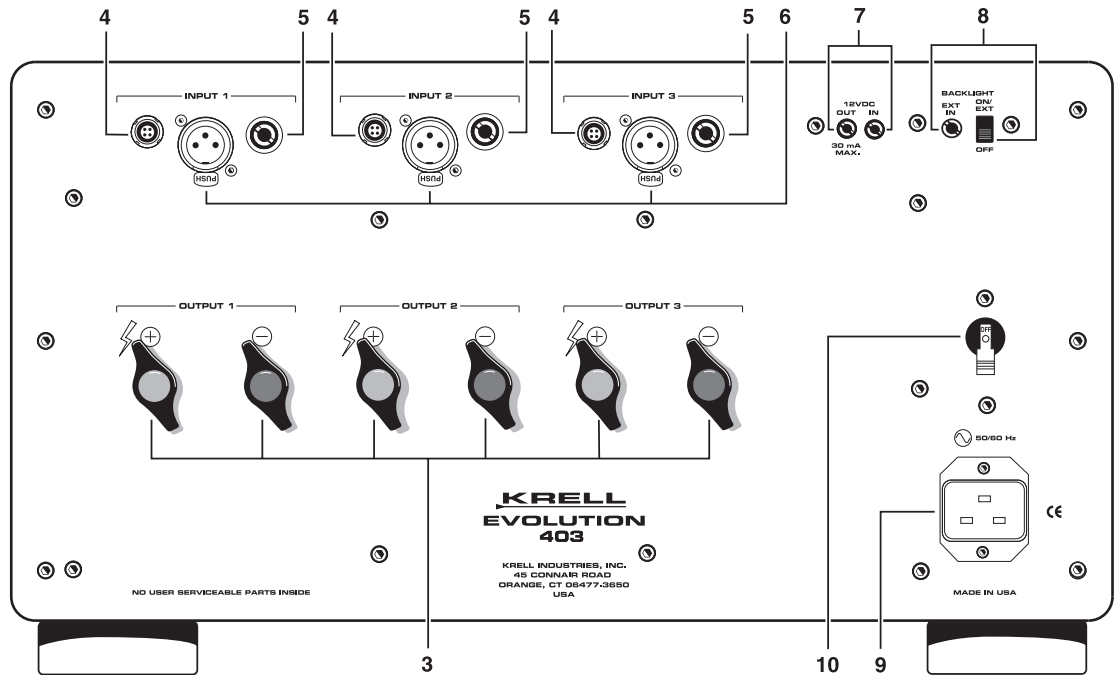 4 5 4 5 4 5 6 7 8
INPUT 1 INPUT 2 INPUT 3
12VDC
OUT IN
30 mA
MAX.
BACKLIGHT
EXT
IN
ON/
EXT
OFF
PUSH PUSH PUSH
OUTPUT 1 OUTPUT 2 OUTPUT 3
+ − + − + −
OFF
50/60 Hz
KRELL
EVOLUTION
403
CE
KRELL INDUSTRIES, INC.
45 CONNAIR ROAD
ORANGE, CT 06477-3650
USA
NO USER SERVICEABLE PARTS INSIDE
MADE IN USA
3 10 9